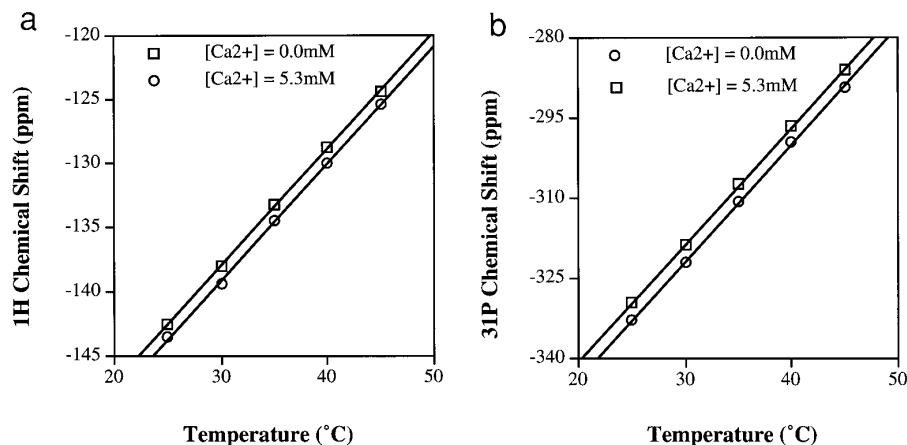 a
1H Chemical Shift (ppm)
-120
-125
-130
-135
-140
-145
[Ca2+] = 0.0mM
[Ca2+] = 5.3mM
20
30
40
50
Temperature (˚C)
b
31P Chemical Shift (ppm)
-280
-295
-310
-325
-340
[Ca2+] = 0.0mM
[Ca2+] = 5.3mM
20
30
40
50
Temperature (˚C)